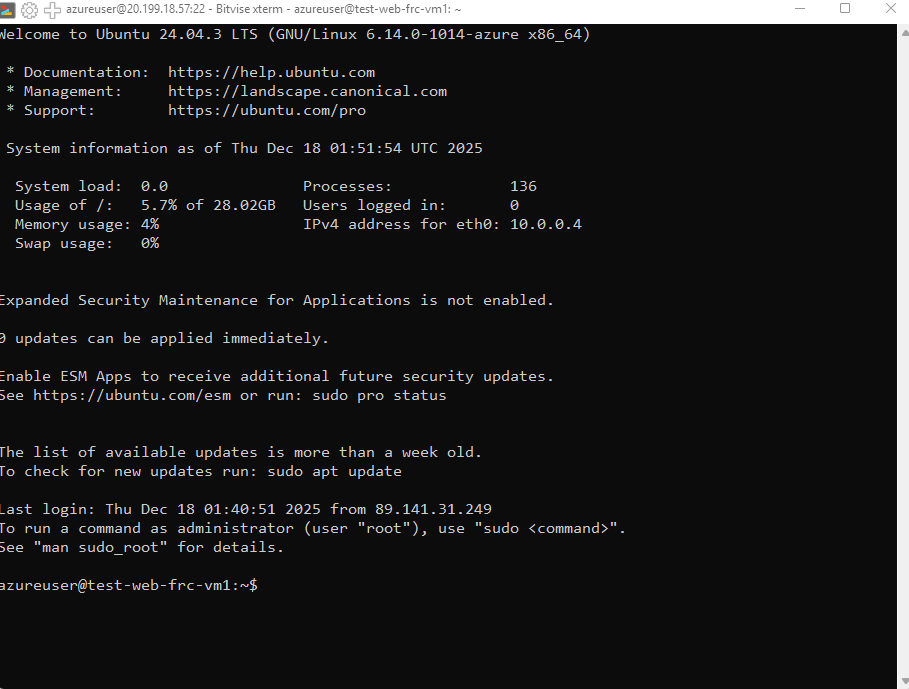 azureuser@20.199.18.57:22 - Bitvise xterm - azureuser@test-web-frc-vm1: ~
Welcome to Ubuntu 24.04.3 LTS (GNU/Linux 6.14.0-1014-azure x86_64)
* Documentation: https://help.ubuntu.com
* Management: https://landscape.canonical.com
* Support: https://ubuntu.com/pro
System information as of Thu Dec 18 01:51:54 UTC 2025
System load: 0.0 Processes: 136
Usage of /: 5.7% of 28.02GB Users logged in: 0
Memory usage: 4% IPv4 address for eth0: 10.0.0.4
Swap usage: 0%
Expanded Security Maintenance for Applications is not enabled.
0 updates can be applied immediately.
Enable ESM Apps to receive additional future security updates.
See https://ubuntu.com/esm or run: sudo pro status
The list of available updates is more than a week old.
To check for new updates run: sudo apt update
Last login: Thu Dec 18 01:40:51 2025 from 89.141.31.249
To run a command as administrator (user "root"), use "sudo <command>".
See "man sudo_root" for details.
azureuser@test-web-frc-vm1:~$